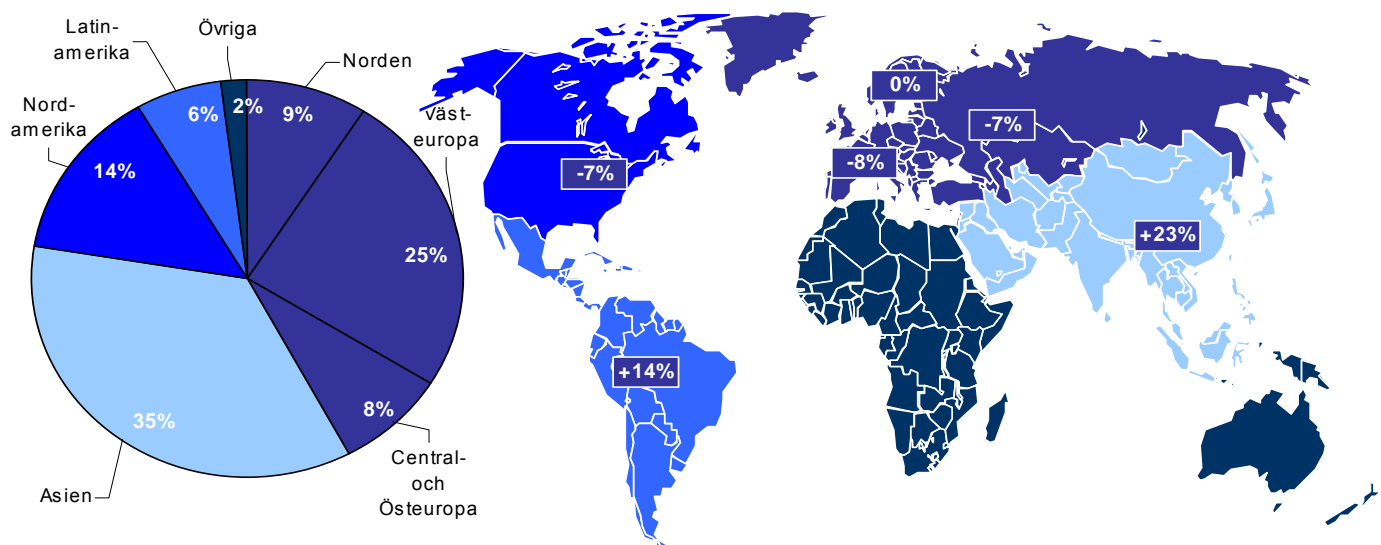 Latin-
amerika
Övriga
Norden
Nord-
amerika
Väst-
europa
6%
2%
9%
14%
25%
35%
8%
Asien
Central-
och
Östeuropa
0%
-7%
-8%
-7%
+23%
+14%